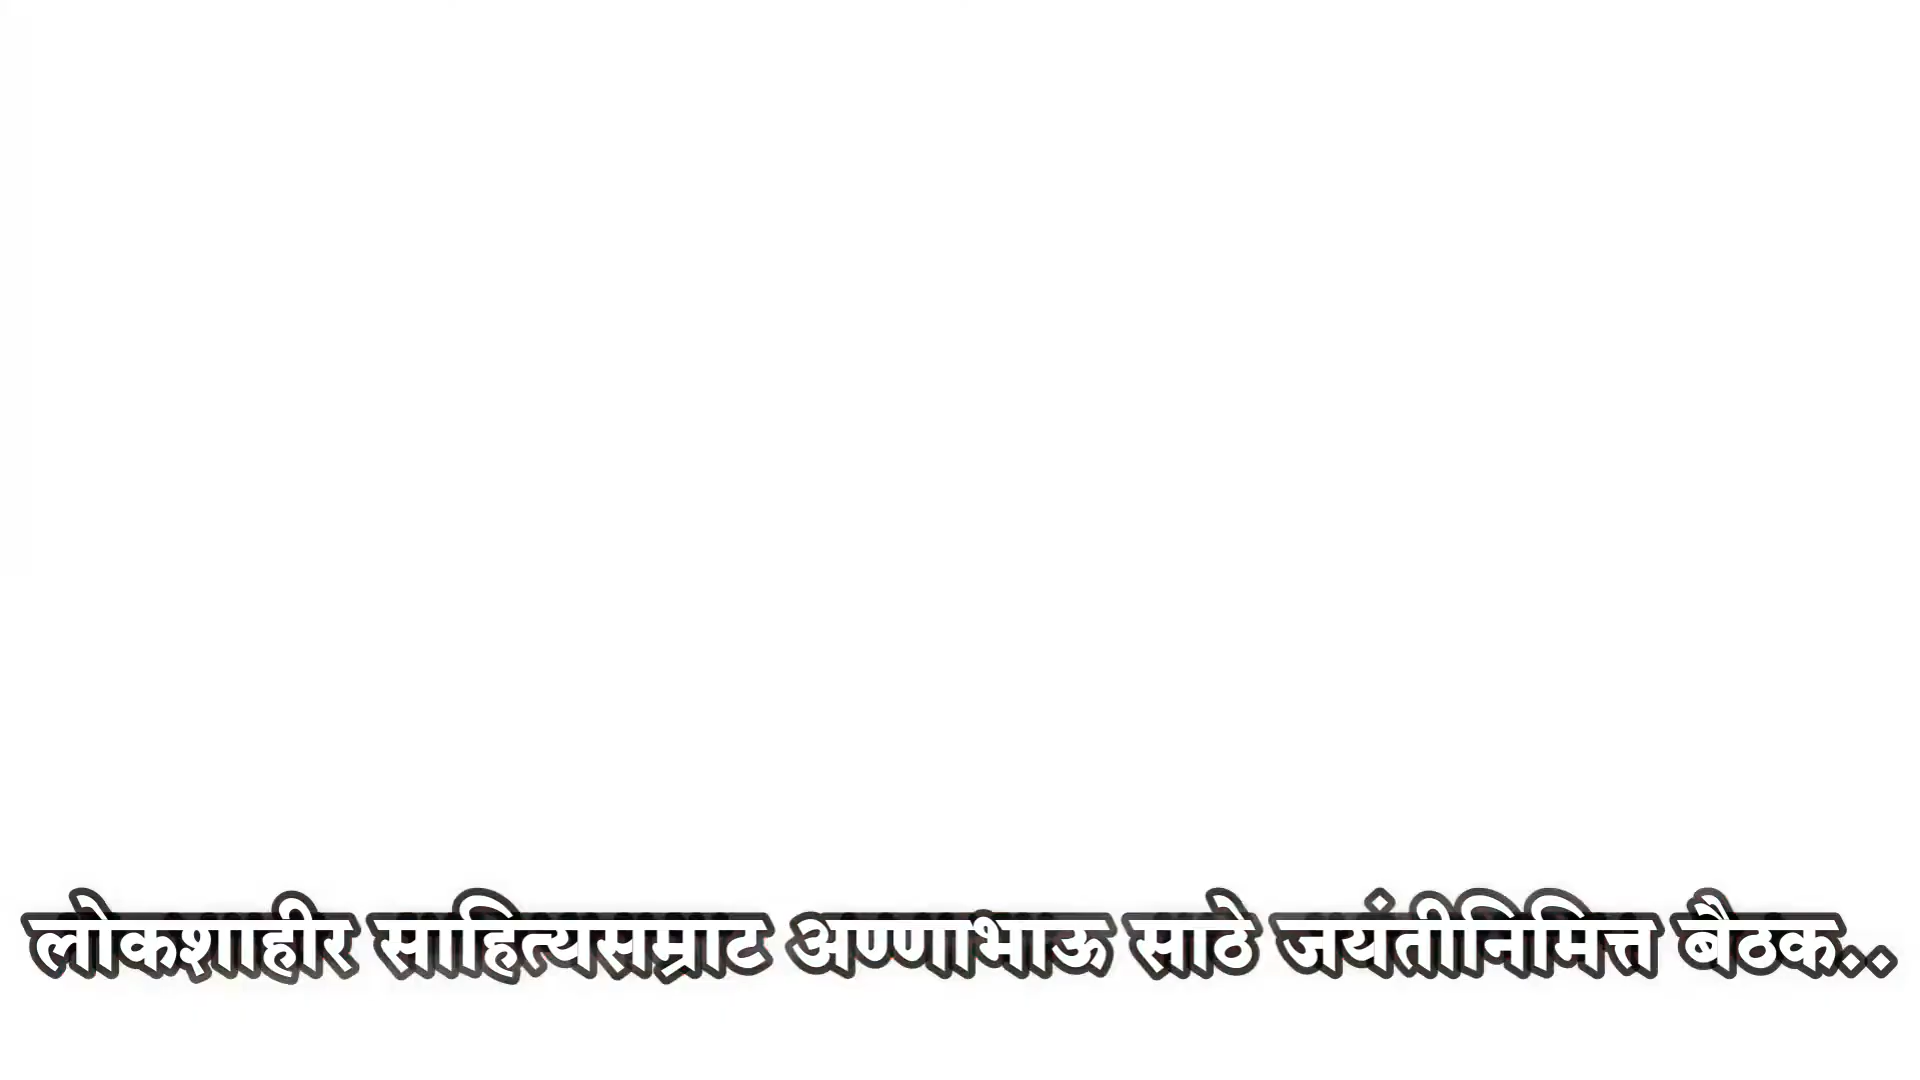 लोकशाहीर साहित्यसम्राट अण्णाभाऊ साठे जयंतीनिमित्त बैठक..